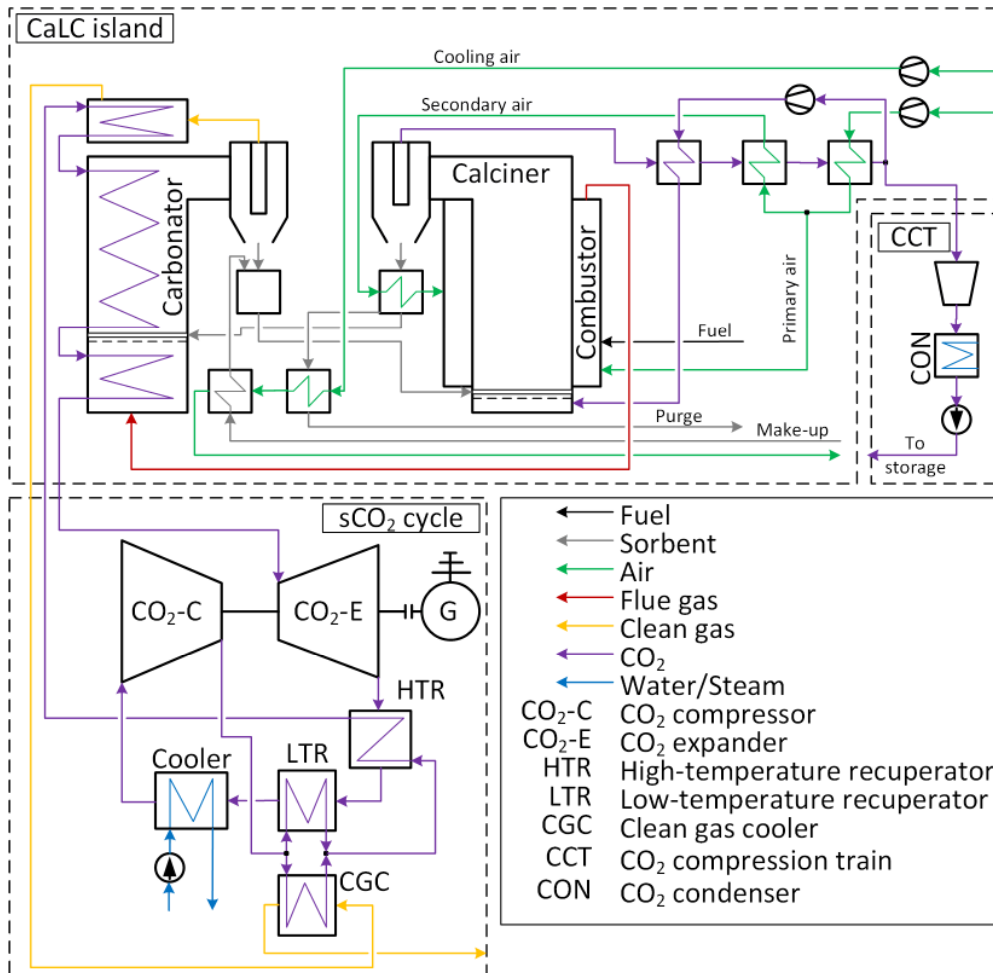 CaLC island
Cooling air
Secondary air
Calciner
Carbonator
Combustor
Primary air
CCT
CON
Fuel
Purge
Make-up
To
storage
sCO₂ cycle
CO₂-C
CO₂-E
G
HTR
Cooler
LTR
CGC
Fuel
Sorbent
Air
Flue gas
Clean gas
CO₂
Water/Steam
CO₂-C CO₂ compressor
CO₂-E CO₂ expander
HTR High-temperature recuperator
LTR Low-temperature recuperator
CGC Clean gas cooler
CCT CO₂ compression train
CON CO₂ condenser